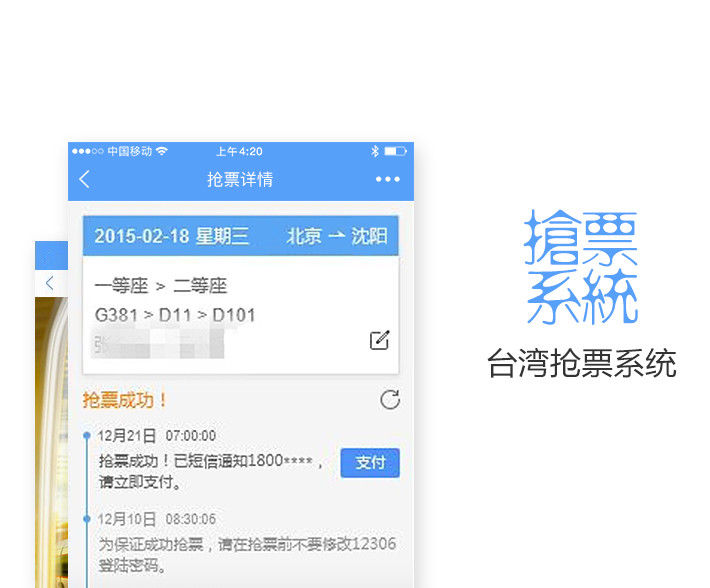 中国移动
上午4:20
抢票详情
2015-02-18 星期三
北京 ⇀ 沈阳
一等座 > 二等座
G381 > D11 > D101
抢票成功！
12月21日 07:00:00
抢票成功！已短信通知1800****，
请立即支付。
支付
12月10日 08:30:06
为保证成功抢票，请在抢票前不要修改12306
登陆密码。
搶票
系統
台湾抢票系统